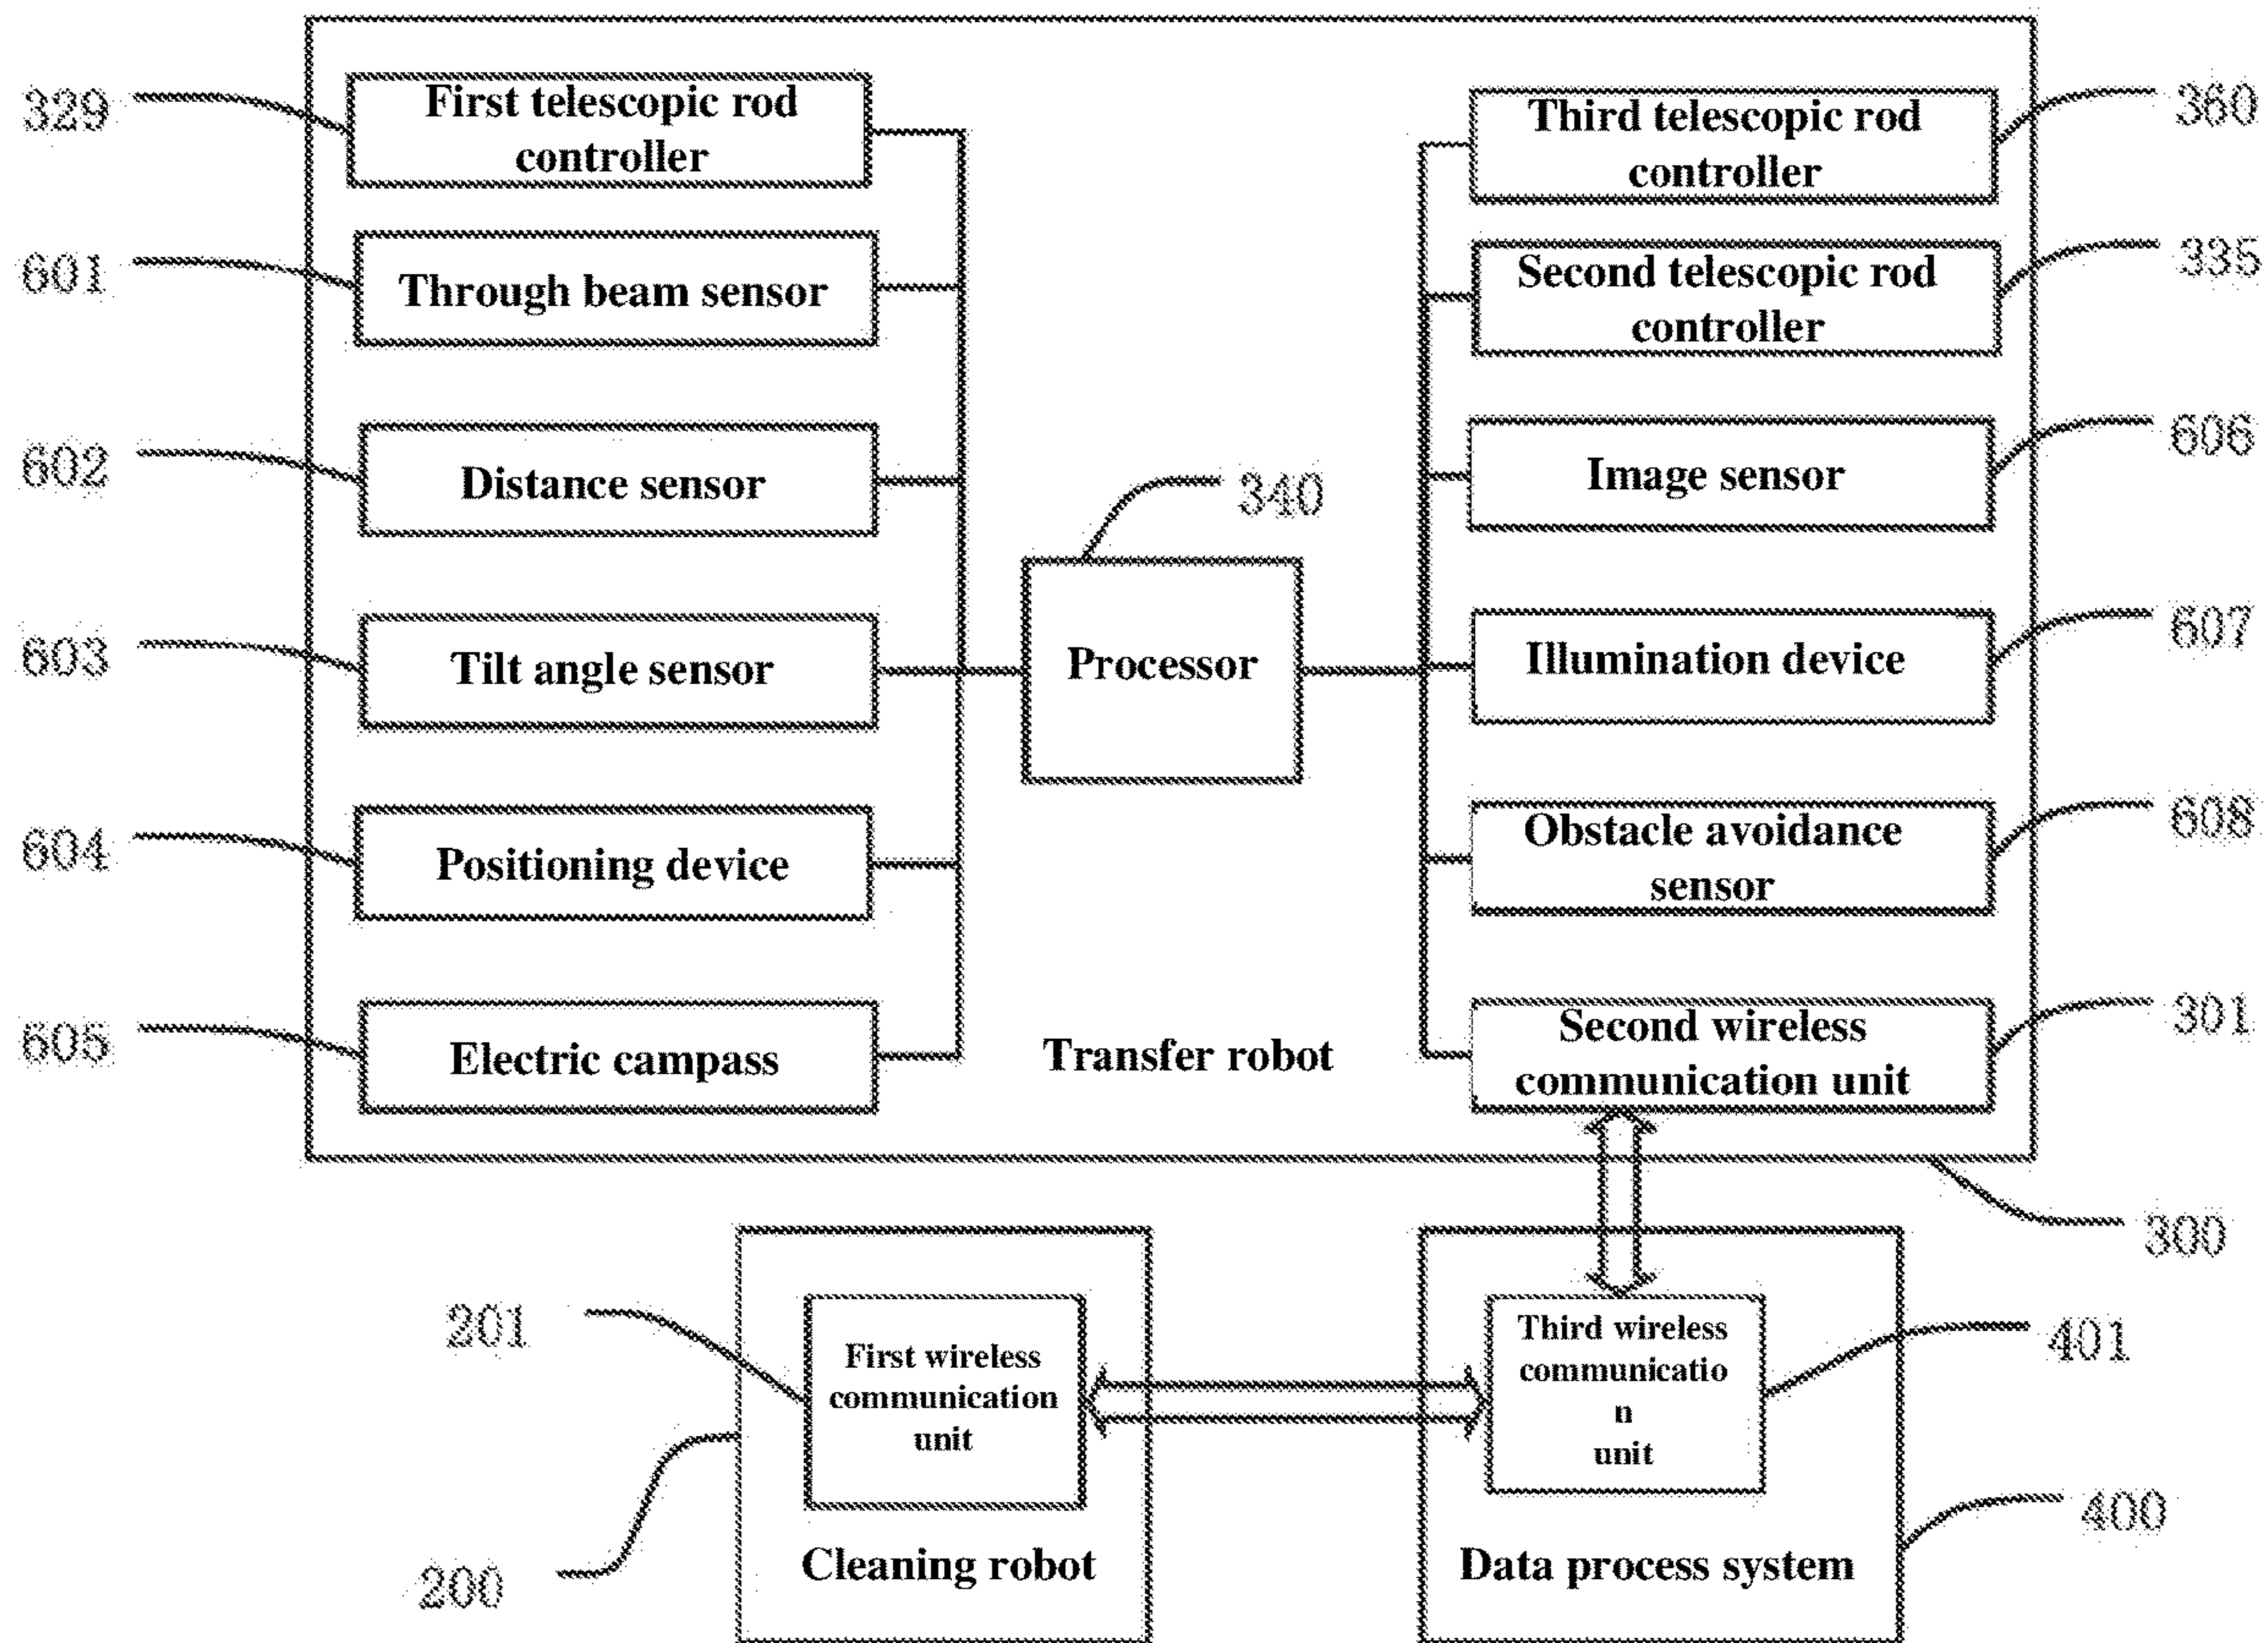 329
First telescopic rod
controller
601
Through beam sensor
602
Distance sensor
603
Tilt angle sensor
604
Positioning device
605
Electric campass
340
Processor
Transfer robot
Third telescopic rod
controller
360
Second telescopic rod
controller
335
Image sensor
606
Illumination device
607
Obstacle avoidance
sensor
608
Second wireless
communication unit
301
300
201
First wireless
communication
unit
200
Cleaning robot
Third wireless
communicatio
n
unit
401
Data process system
400